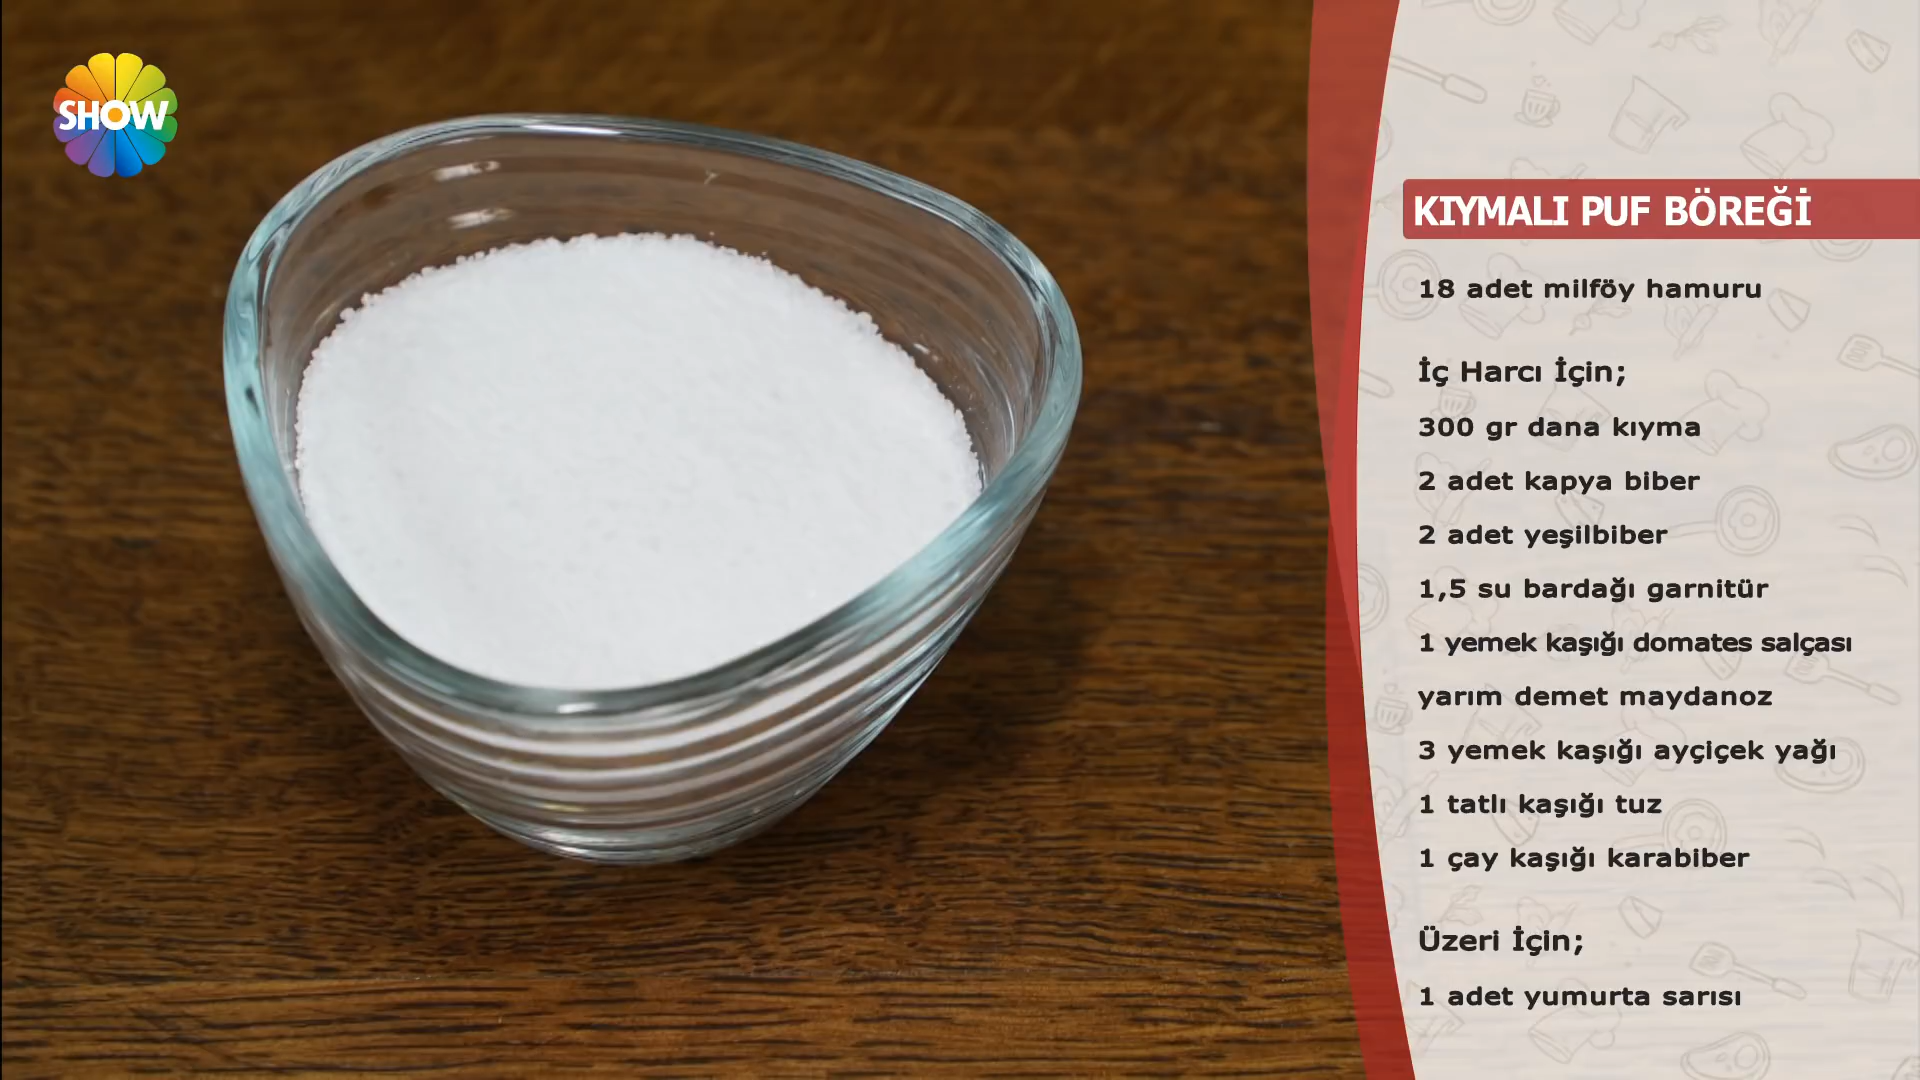 SHOW
KIYMALI PUF BÖREĞİ
18 adet milföy hamuru
İç Harcı İçin;
300 gr dana kıyma
2 adet kapya biber
2 adet yeşilbiber
1,5 su bardağı garnitür
1 yemek kaşığı domates salçası
yarım demet maydanoz
3 yemek kaşığı ayçiçek yağı
1 tatlı kaşığı tuz
1 çay kaşığı karabiber
Üzeri İçin;
1 adet yumurta sarısı